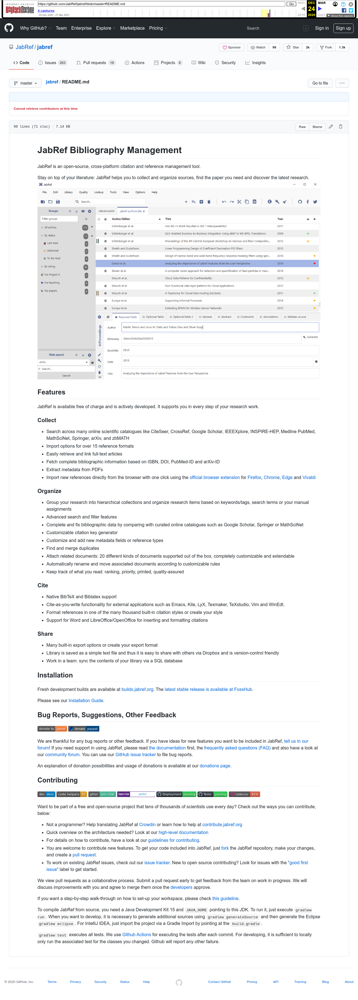 INTERNET ARCHIVE
WayBackMachine
https://github.com/JabRef/jabref/blob/master/README.md
Go
NOV DEC MAR
4 captures
24
24 Dec 2020 - 27 Mar 2021
2019 2020 2021
About this capture
Why GitHub? Team Enterprise Explore Marketplace Pricing
Search /
Sign in Sign up
JabRef / jabref
Sponsor Watch 98 Star 2k Fork 1.3k
Code Issues 263 Pull requests 18 Actions Projects 6 Wiki Security Insights
master jabref / README.md Go to file ...
Cannot retrieve contributors at this time
99 lines (71 sloc) 7.14 KB Raw Blame
JabRef Bibliography Management
JabRef is an open-source, cross-platform citation and reference management tool.
Stay on top of your literature: JabRef helps you to collect and organize sources, find the paper you need and discover the latest research.
JabRef
File Edit Library Quality Lookup Tools View Options Help
Search...
Groups
Filter groups
All entries 210
By status 13
Last read 2
Skimmed 2
To be read 9
By rating 36
For Project X 2
For teaching 9
My papers 8
Literature.bib jabref-authors.bib
Author/Editor Title Year
Schönberger et al. Has WS-I's Work Resulted in WS-* Interoperability? 2011
Schönberger et al. QoS-Enabled Business-to-Business Integration Using ebBP to WS-BPEL Translations 2009
Schönberger et al. Proceedings of the 4th Central-European Workshop on Services and their Compositio... 2012
Sheikh and Gustafsson Linear Programming Design of Coefficient Decimation FIR Filters 2012
Sheikh and Gustafsson Design of narrow-band and wide-band frequency-response masking filters using spar... 2010
Simon et al. Analyzing the Importance of Jabref Features from the User Perspective 2019
Skoien et al. A computer vision approach for detection and quantification of feed particles in mari... 2014
Strauch et al. Cloud Data Patterns for Confidentiality 2012
Strauch et al. Non-functional data layer patterns for Cloud applications 2012
Strauch et al. A Taxonomy for Cloud Data Hosting Solutions 2011
Sungur et al. Supporting Informal Processes 2014
Sungur et al. Extending BPMN for Wireless Sensor Networks 2013
Required fields Optional fields Optional fields 2 General Abstract Comments Annotations biblatex source
InProceedings
Author Martin Simon and Linus W. Dietz and Tobias Diez and Oliver Kopp
Bibtexkey SimonDietzDiezEtAl2019 Generate
Booktitle ZEUS
Date 2019
Title Analyzing the Importance of Jabref Features from the User Perspective
Web search
ArXiv
Search...
Search
Features
JabRef is available free of charge and is actively developed. It supports you in every step of your research work.
Collect
• Search across many online scientific catalogues like CiteSeer, CrossRef, Google Scholar, IEEEXplore, INSPIRE-HEP, Medline PubMed,
MathSciNet, Springer, arXiv, and zbMATH
• Import options for over 15 reference formats
• Easily retrieve and link full-text articles
• Fetch complete bibliographic information based on ISBN, DOI, PubMed-ID and arXiv-ID
• Extract metadata from PDFs
• Import new references directly from the browser with one click using the official browser extension for Firefox, Chrome, Edge and Vivaldi
Organize
• Group your research into hierarchical collections and organize research items based on keywords/tags, search terms or your manual
assignments
• Advanced search and filter features
• Complete and fix bibliographic data by comparing with curated online catalogues such as Google Scholar, Springer or MathSciNet
• Customizable citation key generator
• Customize and add new metadata fields or reference types
• Find and merge duplicates
• Attach related documents: 20 different kinds of documents supported out of the box, completely customizable and extendable
• Automatically rename and move associated documents according to customizable rules
• Keep track of what you read: ranking, priority, printed, quality-assured
Cite
• Native BibTeX and Biblatex support
• Cite-as-you-write functionality for external applications such as Emacs, Kile, LyX, Texmaker, TeXstudio, Vim and WinEdt.
• Format references in one of the many thousand built-in citation styles or create your style
• Support for Word and LibreOffice/OpenOffice for inserting and formatting citations
Share
• Many built-in export options or create your export format
• Library is saved as a simple text file and thus it is easy to share with others via Dropbox and is version-control friendly
• Work in a team: sync the contents of your library via a SQL database
Installation
Fresh development builds are available at builds.jabref.org. The latest stable release is available at FossHub.
Please see our Installation Guide.
Bug Reports, Suggestions, Other Feedback
donate to jabref donate paypal
We are thankful for any bug reports or other feedback. If you have ideas for new features you want to be included in JabRef, tell us in our
forum! If you need support in using JabRef, please read the documentation first, the frequently asked questions (FAQ) and also have a look at
our community forum. You can use our GitHub issue tracker to file bug reports.
An explanation of donation possibilities and usage of donations is available at our donations page.
Contributing
dev docs code helpers 15 gitter join chat Open Hub JabRef Deployment passing Tests passing codecov 41%
Want to be part of a free and open-source project that tens of thousands of scientists use every day? Check out the ways you can contribute,
below:
• Not a programmer? Help translating JabRef at Crowdin or learn how to help at contribute.jabref.org
• Quick overview on the architecture needed? Look at our high-level documentation
• For details on how to contribute, have a look at our guidelines for contributing.
• You are welcome to contribute new features. To get your code included into JabRef, just fork the JabRef repository, make your changes,
and create a pull request.
• To work on existing JabRef issues, check out our issue tracker. New to open source contributing? Look for issues with the "good first
issue" label to get started.
We view pull requests as a collaborative process. Submit a pull request early to get feedback from the team on work in progress. We will
discuss improvements with you and agree to merge them once the developers approve.
If you want a step-by-step walk-through on how to set-up your workspace, please check this guideline.
To compile JabRef from source, you need a Java Development Kit 15 and JAVA_HOME pointing to this JDK. To run it, just execute gradlew
run . When you want to develop, it is necessary to generate additional sources using gradlew generateSource and then generate the Eclipse
gradlew eclipse . For IntelliJ IDEA, just import the project via a Gradle Import by pointing at the build.gradle .
gradlew test executes all tests. We use Github Actions for executing the tests after each commit. For developing, it is sufficient to locally
only run the associated test for the classes you changed. Github will report any other failure.
© 2020 GitHub, Inc. Terms Privacy Security Status Help Contact GitHub Pricing API Training Blog About